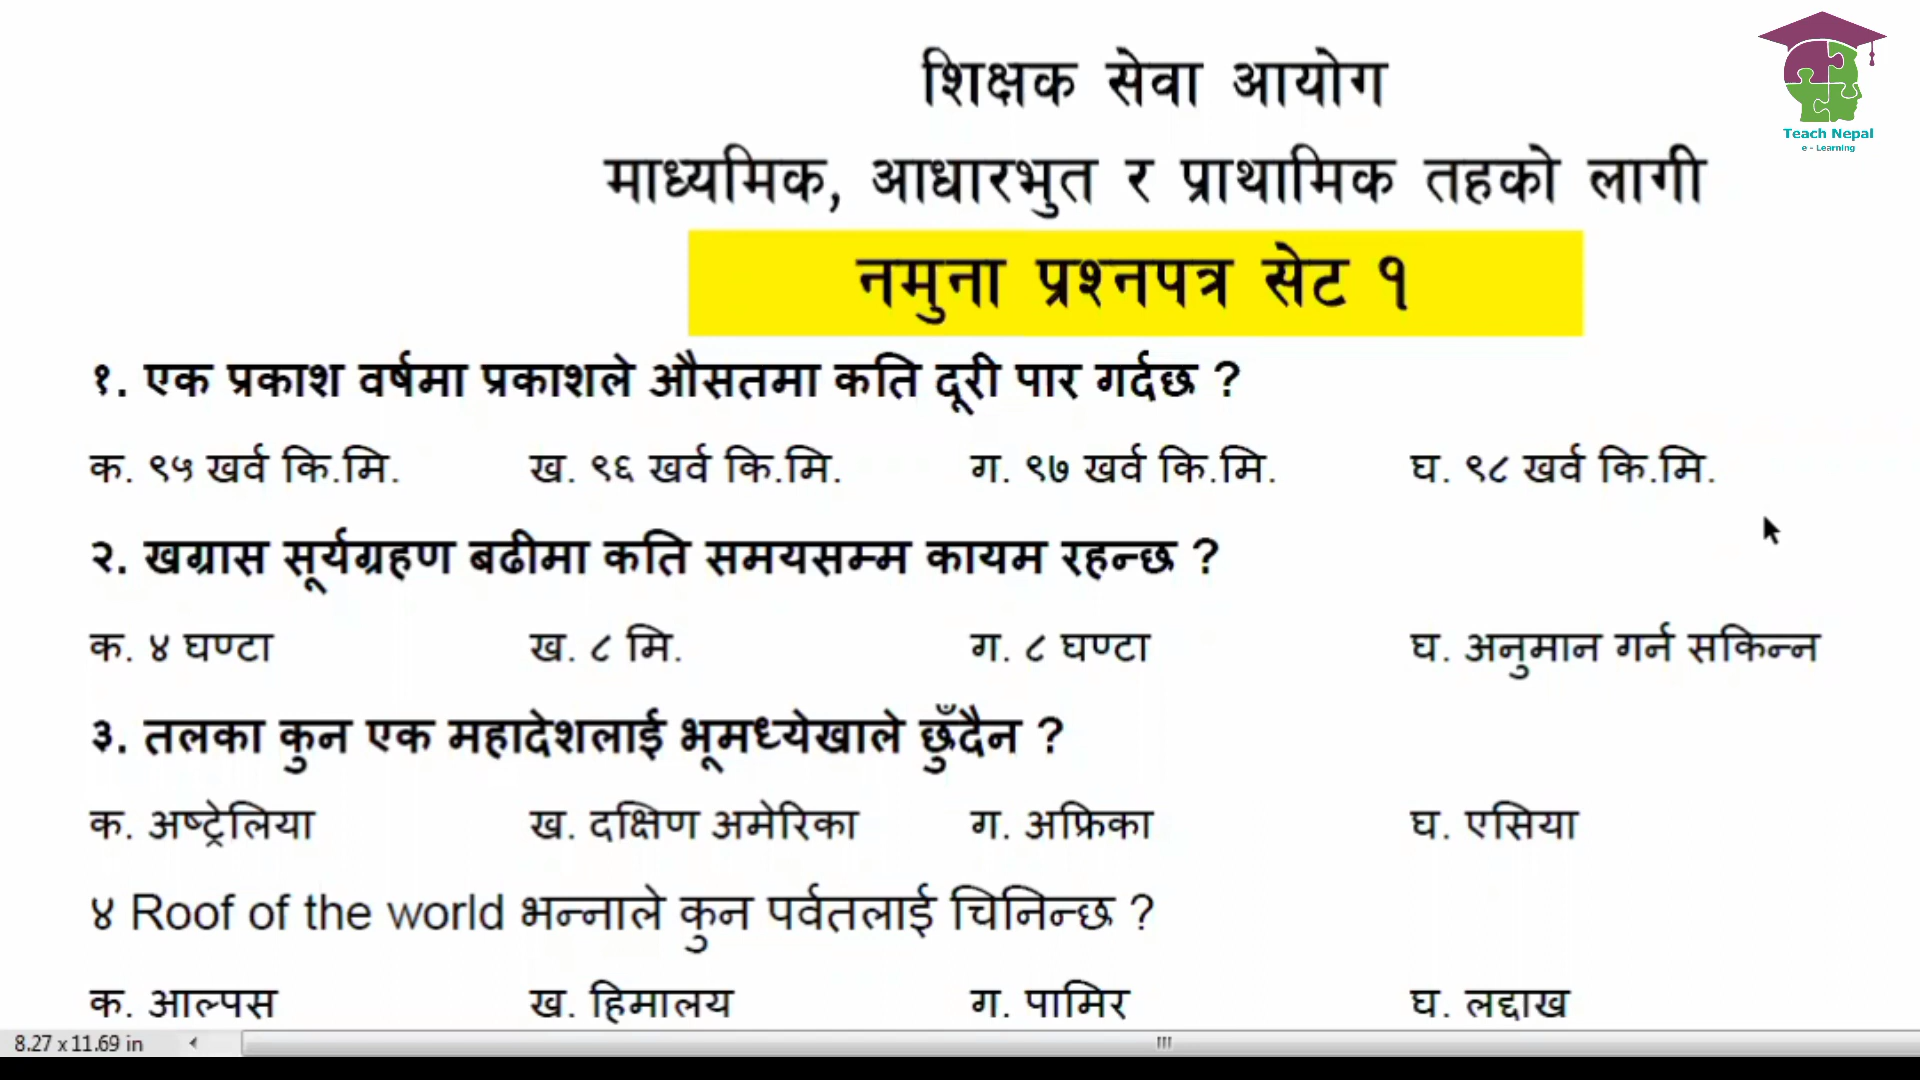 Teach Nepal
e - Learning
शिक्षक सेवा आयोग
माध्यमिक, आधारभुत र प्राथामिक तहको लागी
नमुना प्रश्नपत्र सेट १
१. एक प्रकाश वर्षमा प्रकाशले औसतमा कति दूरी पार गर्दछ ?
क. ९५ खर्व कि.मि. ख. ९६ खर्व कि.मि. ग. ९७ खर्व कि.मि. घ. ९८ खर्व कि.मि.
२. खग्रास सूर्यग्रहण बढीमा कति समयसम्म कायम रहन्छ ?
क. ४ घण्टा ख. ८ मि. ग. ८ घण्टा घ. अनुमान गर्न सकिन्न
३. तलका कुन एक महादेशलाई भूमध्येखाले छुँदैन ?
क. अष्ट्रेलिया ख. दक्षिण अमेरिका ग. अफ्रिका घ. एसिया
४ Roof of the world भन्नाले कुन पर्वतलाई चिनिन्छ ?
क. आल्पस ख. हिमालय ग. पामिर घ. लद्दाख
8.27 x 11.69 in